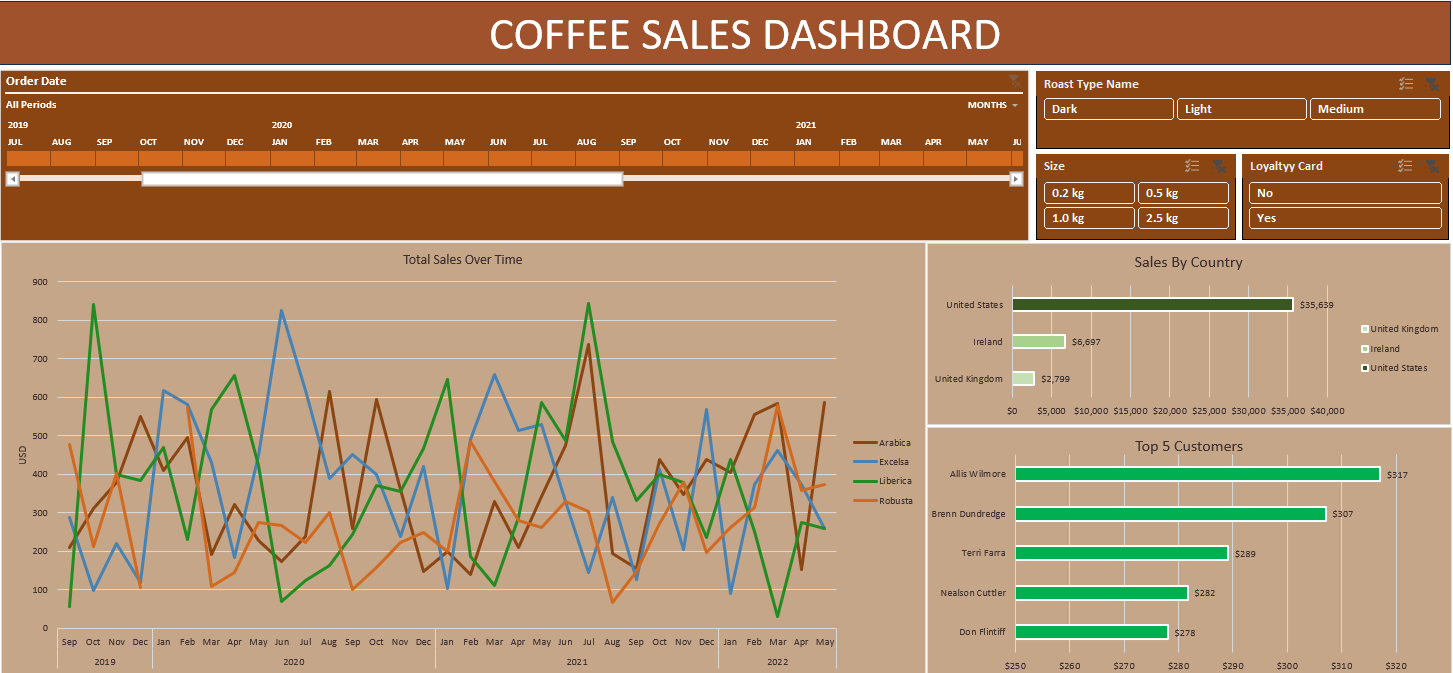 COFFEE SALES DASHBOARD
Order Date
All Periods
MONTHS
2019 2020 2021
JUL AUG SEP OCT NOV DEC JAN FEB MAR APR MAY JUN JUL AUG SEP OCT NOV DEC JAN FEB MAR APR MAY JU
Roast Type Name
Dark Light Medium
Size
0.2 kg 0.5 kg
1.0 kg 2.5 kg
Loyaltyy Card
No
Yes
Total Sales Over Time
USD
900
800
700
600
500
400
300
200
100
0
Sep Oct Nov Dec Jan Feb Mar Apr May Jun Jul Aug Sep Oct Nov Dec Jan Feb Mar Apr May Jun Jul Aug Sep Oct Nov Dec Jan Feb Mar Apr May
2019 2020 2021 2022
Arabica
Excelsa
Liberica
Robusta
Sales By Country
United States $35,639
Ireland $6,697
United Kingdom $2,799
$0 $5,000 $10,000 $15,000 $20,000 $25,000 $30,000 $35,000 $40,000
United Kingdom
Ireland
United States
Top 5 Customers
Allis Wilmore $317
Brenn Dundredge $307
Terri Farra $289
Nealson Cuttler $282
Don Flintiff $278
$250 $260 $270 $280 $290 $300 $310 $320